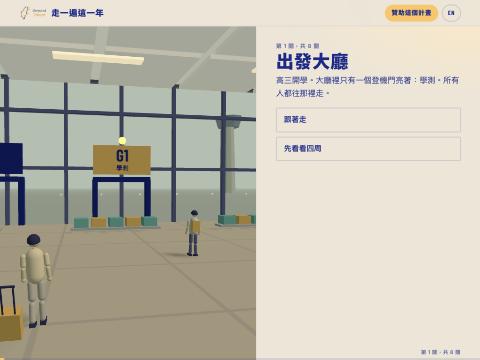 走一遍這一年
贊助這個計畫
EN
第 1 關 · 共 8 關
出發大廳
高三開學。大廳裡只有一個登機門亮著：學測。所有
人都往那裡走。
跟著走
先看看四周
G1
學測
第 1 關 · 共 8 關